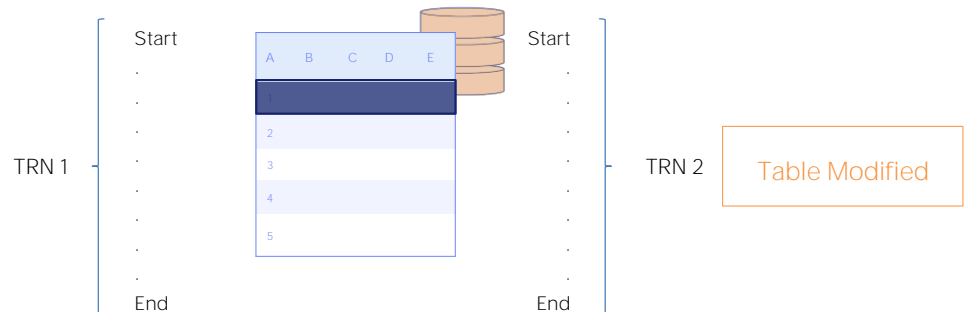 Start
Start
A B C D E
1
2
TRN 1
TRN 2
Table Modified
3
4
5
End
End